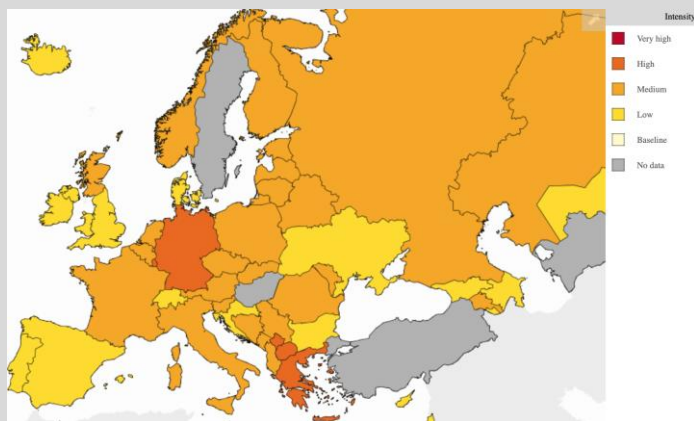 Intensity
Very high
High
Medium
Low
Baseline
No data